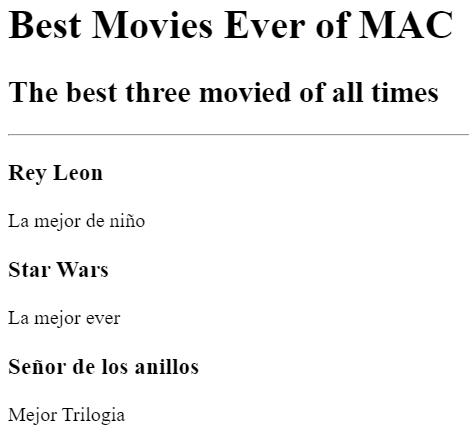 Best Movies Ever of MAC
The best three movied of all times
Rey Leon
La mejor de niño
Star Wars
La mejor ever
Señor de los anillos
Mejor Trilogia